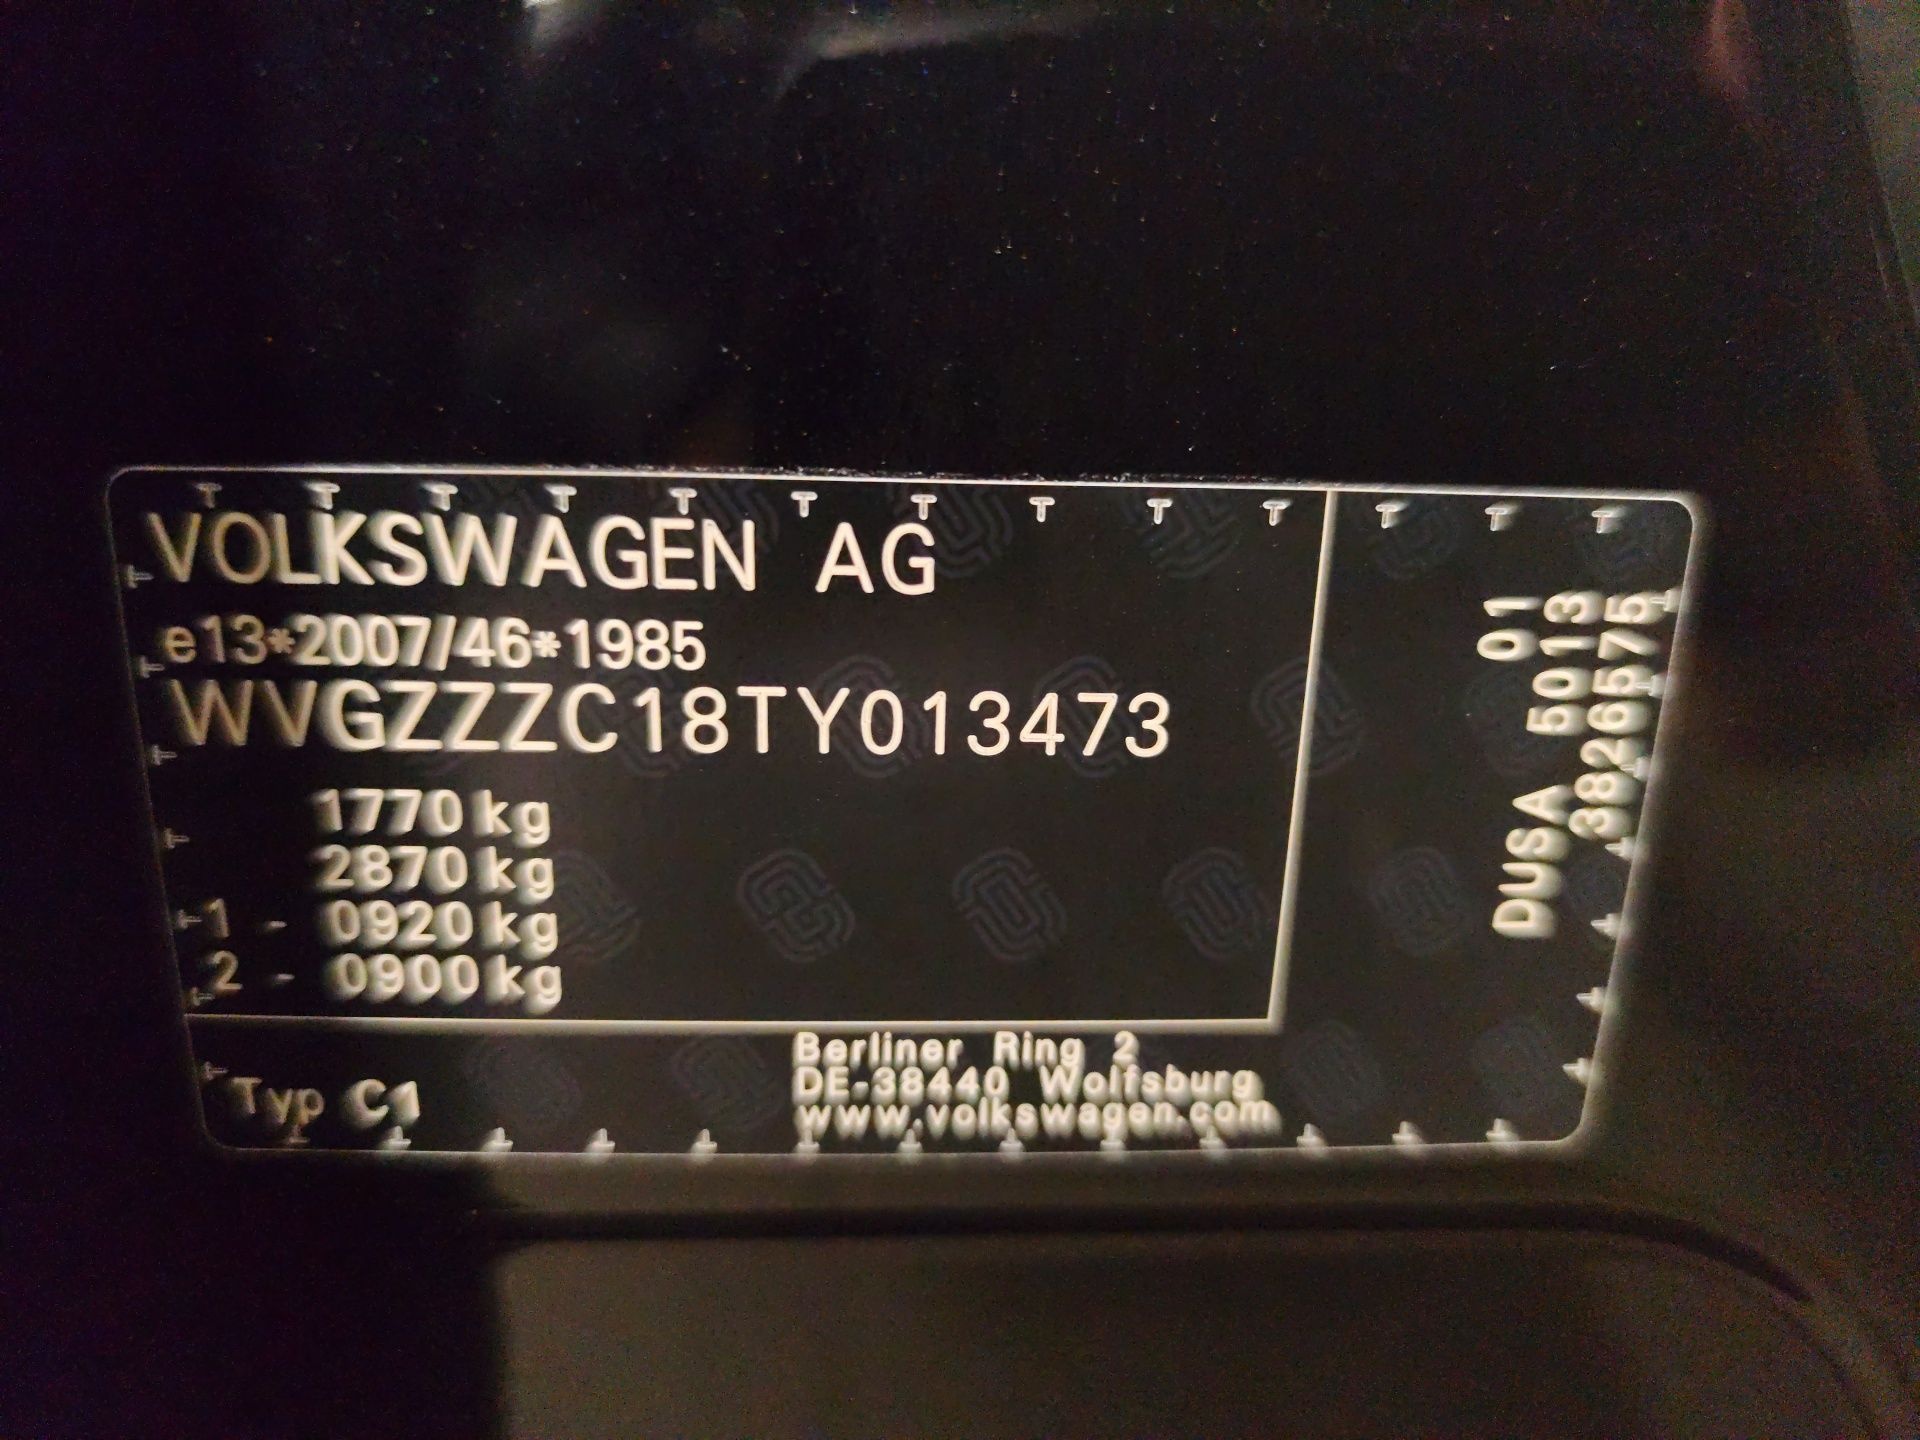 VOLKSWAGEN AG
e13*2007/46*1985
WVGZZZC18TY013473
1770 kg
2870 kg
1 - 0920 kg
2 - 0900 kg
Typ C1
Berliner Ring 2
DE-38440 Wolfsburg
www.volkswagen.com
01
DUSA 5013
3826575